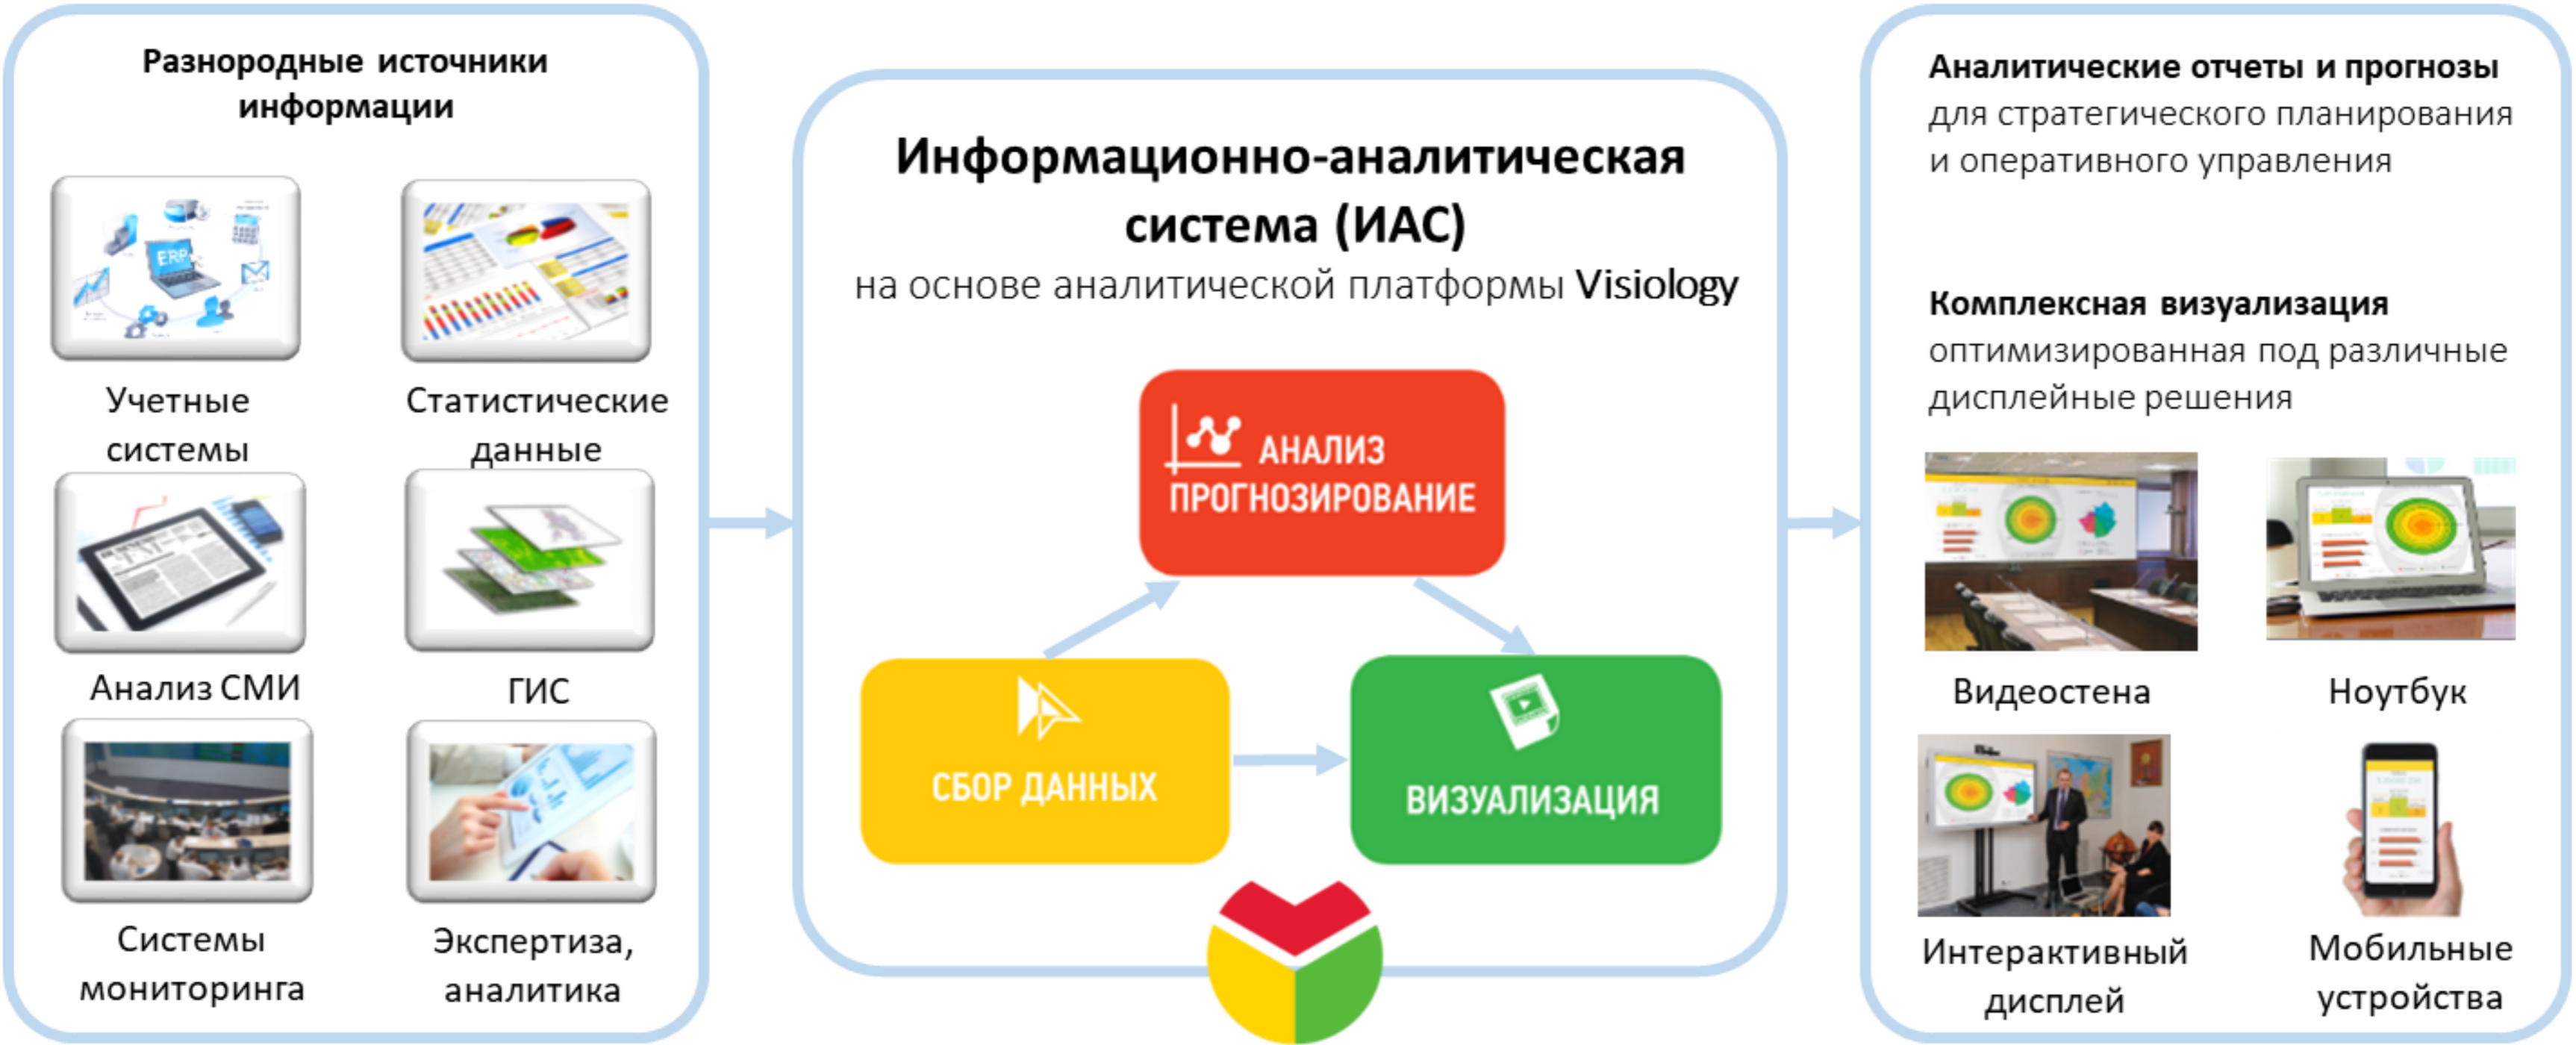 Разнородные источники
информации
ERP
Учетные
системы
Статистические
данные
Анализ СМИ
ГИС
Системы
мониторинга
Экспертиза,
аналитика
Информационно-аналитическая
система (ИАС)
на основе аналитической платформы Visiology
АНАЛИЗ
ПРОГНОЗИРОВАНИЕ
СБОР ДАННЫХ
ВИЗУАЛИЗАЦИЯ
Аналитические отчеты и прогнозы
для стратегического планирования
и оперативного управления
Комплексная визуализация
оптимизированная под различные
дисплейные решения
Видеостена
Ноутбук
Интерактивный
дисплей
Мобильные
устройства